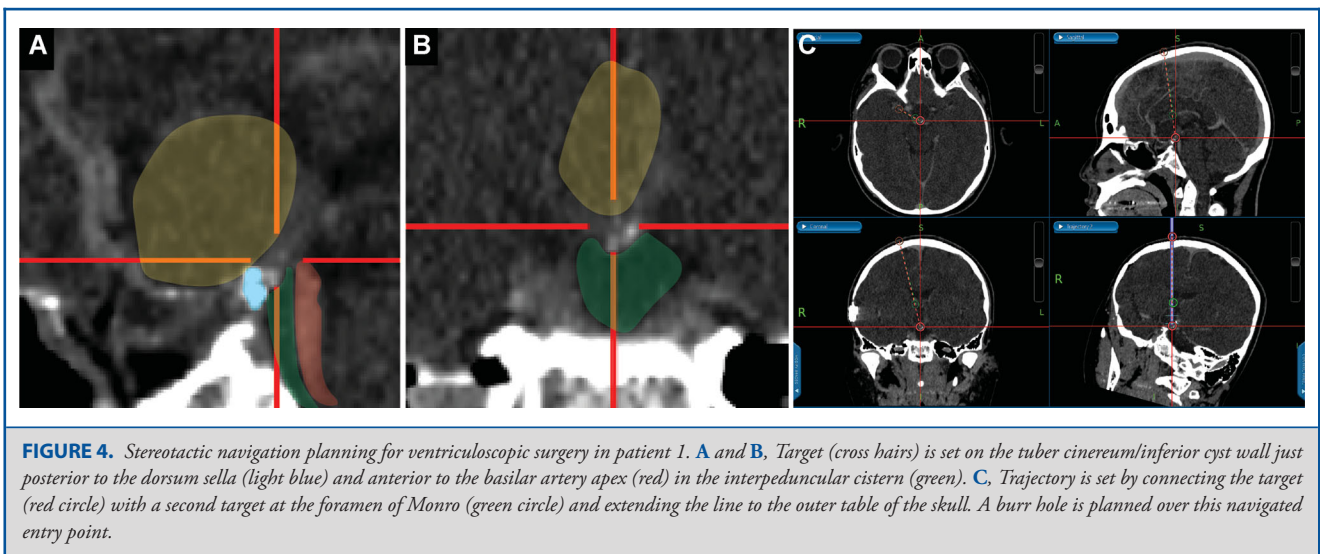 A
B
C
A
Sagittal
S
R
L
A
P
Coronal
S
Trajectory 1
S
R
L
R
FIGURE 4. Stereotactic navigation planning for ventriculoscopic surgery in patient 1. A and B, Target (cross hairs) is set on the tuber cinereum/inferior cyst wall just
posterior to the dorsum sella (light blue) and anterior to the basilar artery apex (red) in the interpeduncular cistern (green). C, Trajectory is set by connecting the target
(red circle) with a second target at the foramen of Monro (green circle) and extending the line to the outer table of the skull. A burr hole is planned over this navigated
entry point.